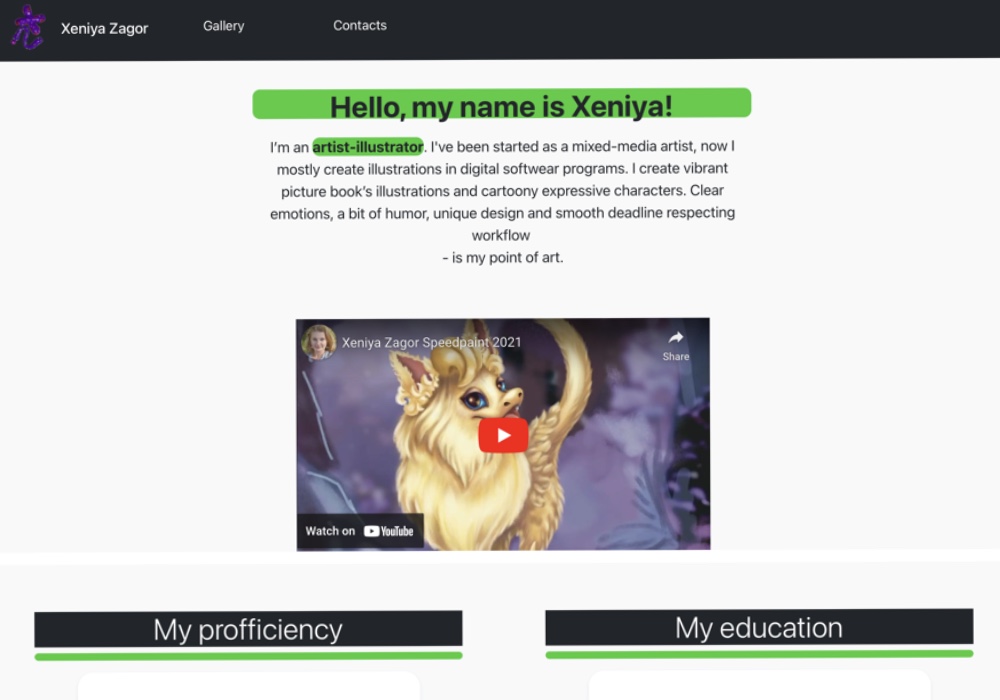 Xeniya Zagor
Gallery
Contacts
Hello, my name is Xeniya!
I'm an artist-illustrator. I've been started as a mixed-media artist, now I
mostly create illustrations in digital softwear programs. I create vibrant
picture book's illustrations and cartoony expressive characters. Clear
emotions, a bit of humor, unique design and smooth deadline respecting
workflow
- is my point of art.
Xeniya Zagor Speedpaint 2021
Share
Watch on YouTube
My profficiency
My education